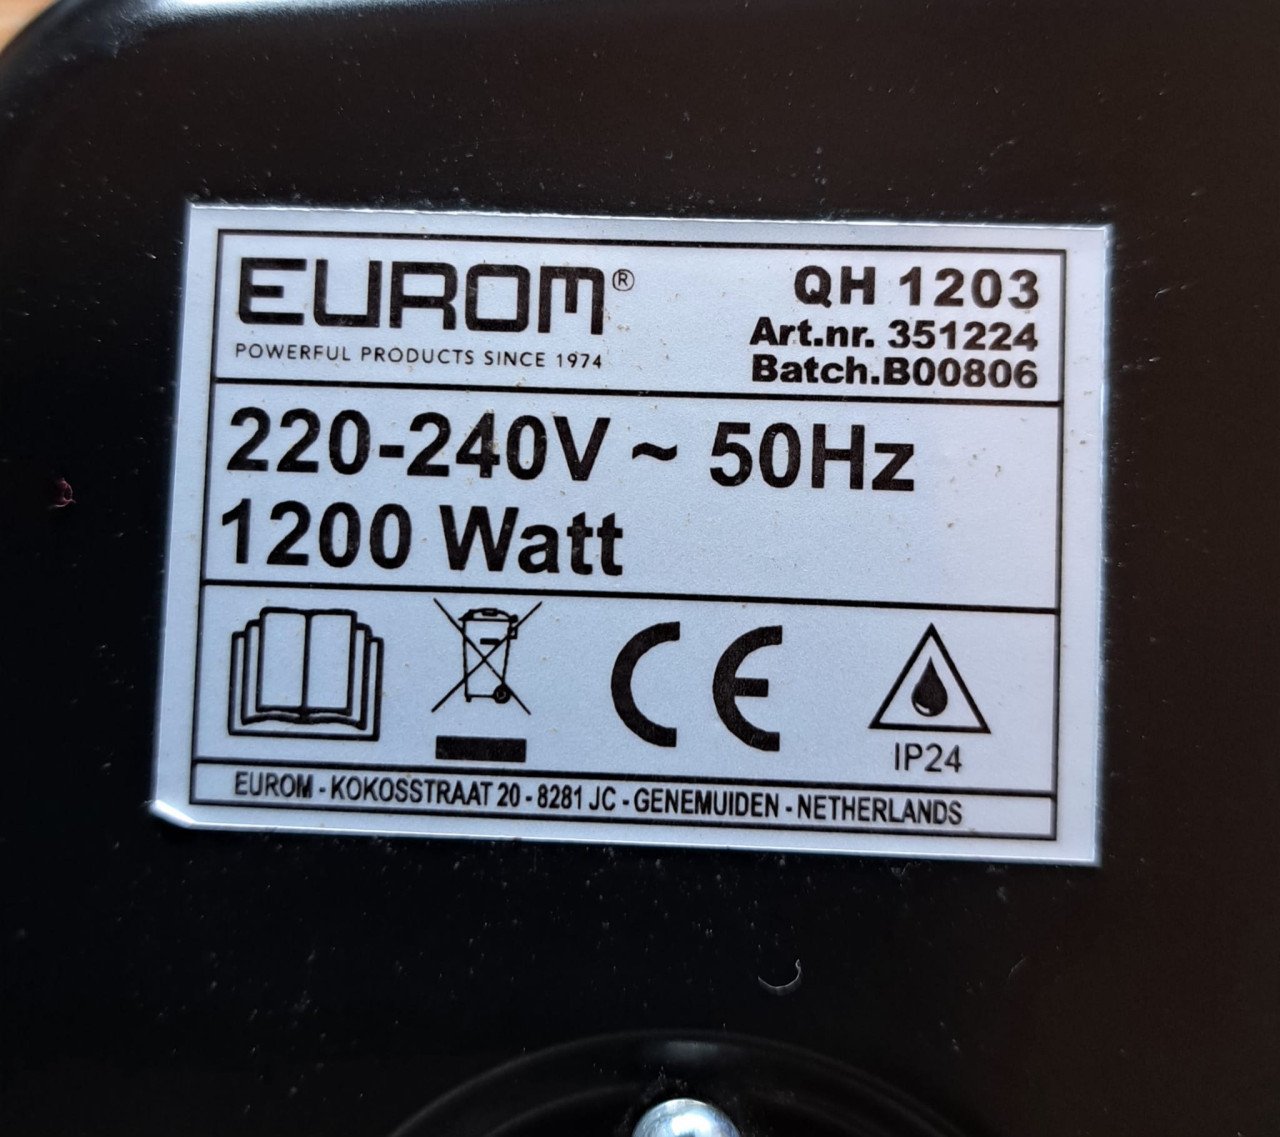 EUROM®
POWERFUL PRODUCTS SINCE 1974
QH 1203
Art.nr. 351224
Batch.B00806
220-240V ~ 50Hz
1200 Watt
CE
IP24
EUROM - KOKOSSTRAAT 20 - 8281 JC - GENEMUIDEN - NETHERLANDS